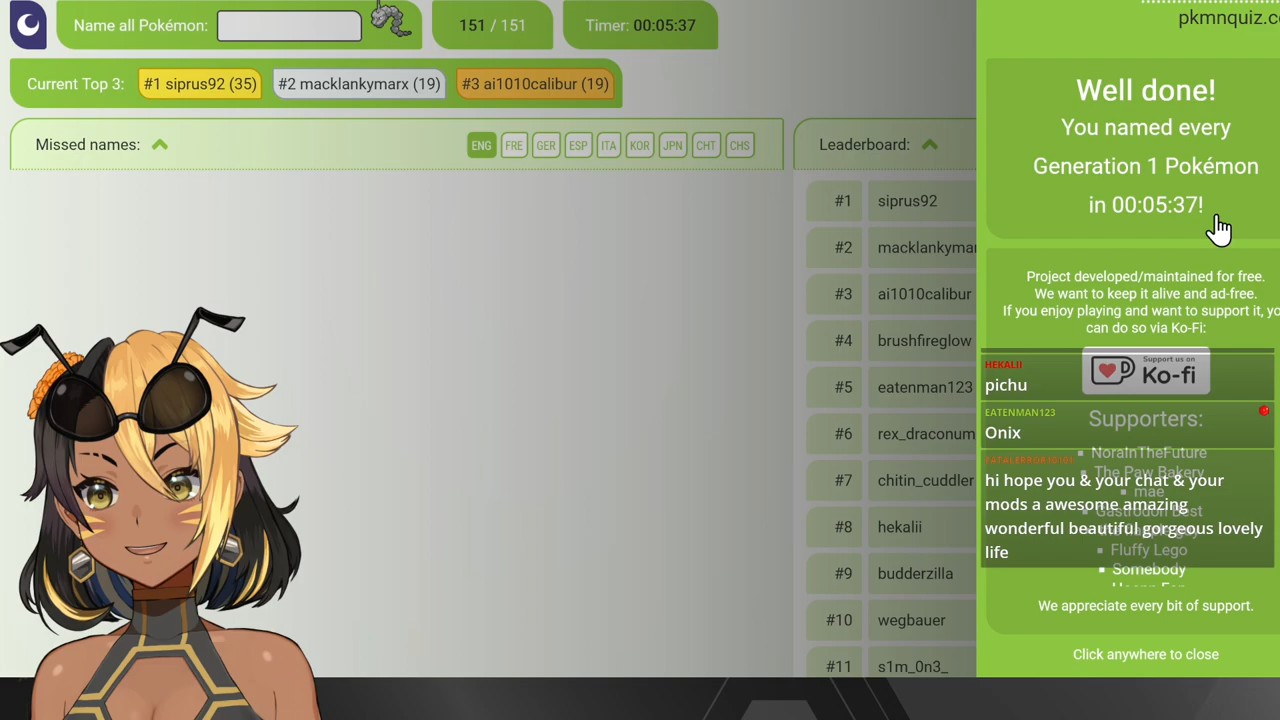 Name all Pokémon:
151 / 151
Timer: 00:05:37
Current Top 3:
#1 siprus92 (35)
#2 macklankymarx (19)
#3 ai1010calibur (19)
Missed names:
ENG
FRE
GER
ESP
ITA
KOR
JPN
CHT
CHS
Leaderboard:
#1 siprus92
#2 macklankymar
#3 ai1010calibur
#4 brushfireglow
#5 eatenman123
#6 rex_draconum
#7 chitin_cuddler
#8 hekalii
#9 budderzilla
#10 wegbauer
#11 s1m_0n3_
pkmnquiz.c
Well done!
You named every
Generation 1 Pokémon
in 00:05:37!
Project developed/maintained for free.
We want to keep it alive and ad-free.
If you enjoy playing and want to support it, yo
can do so via Ko-Fi:
Support us on
Ko-fi
HEKALII
pichu
EATENMAN123
Onix
Supporters:
NoraInTheFuture
The Paw Bakery
mae
Gastrodon Best
Fluffy Lego
Somebody
hi hope you & your chat & your
mods a awesome amazing
wonderful beautiful gorgeous lovely
life
We appreciate every bit of support.
Click anywhere to close